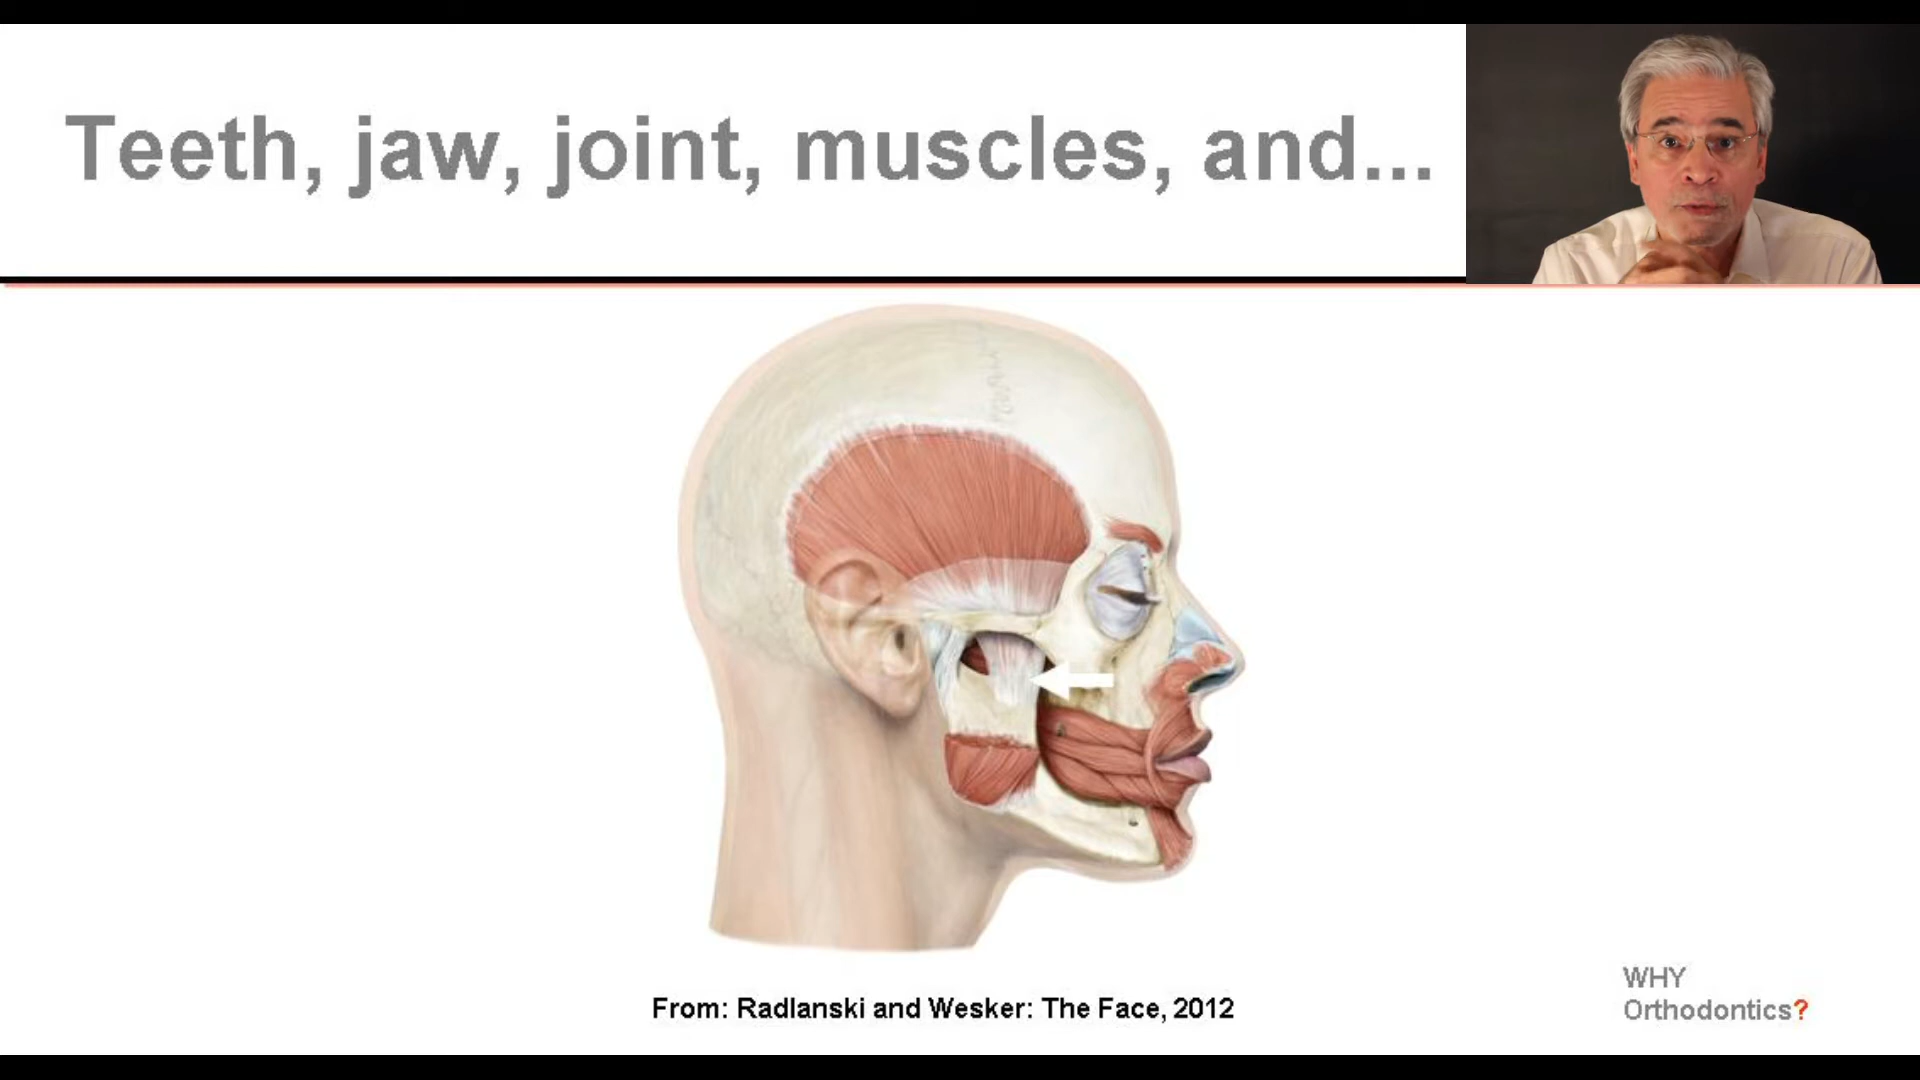 Teeth, jaw, joint, muscles, and...
From: Radlanski and Wesker: The Face, 2012
WHY
Orthodontics?